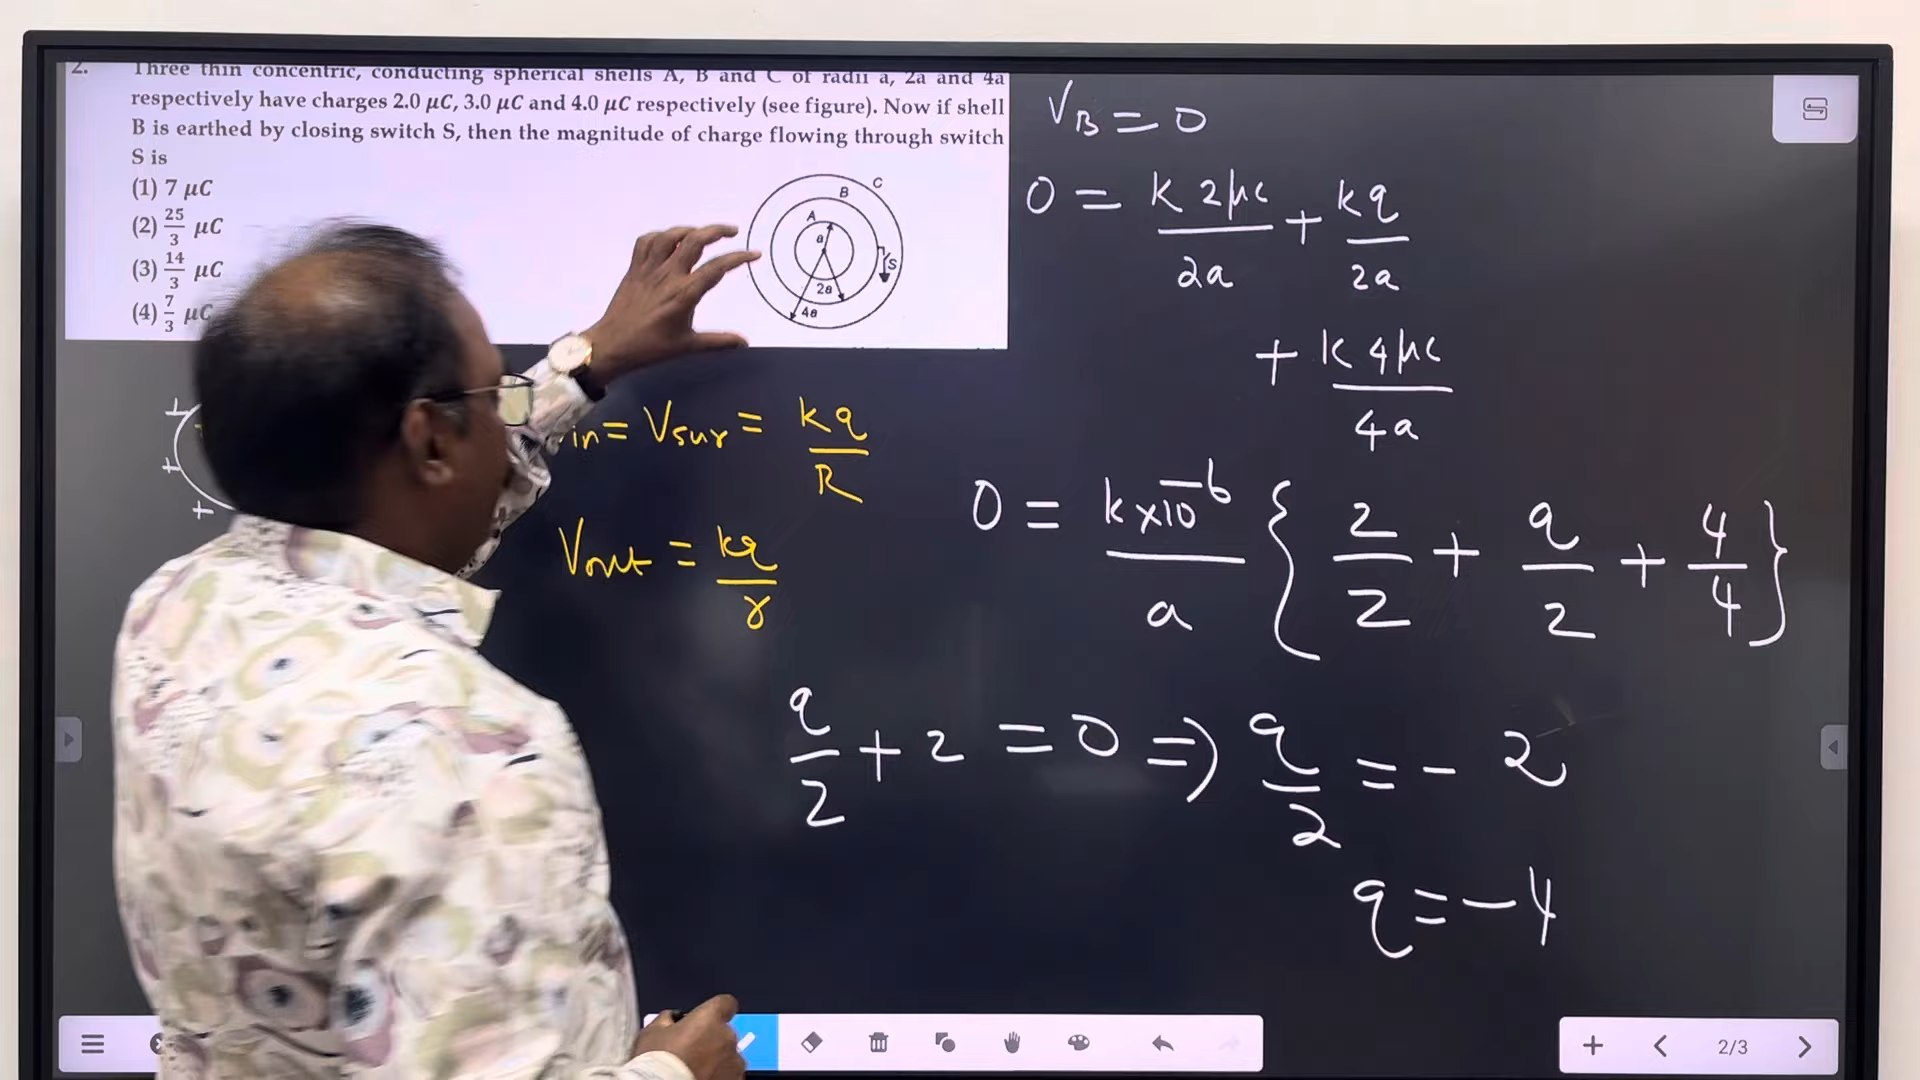 2. Three thin concentric, conducting spherical shells A, B and C of radii a, 2a and 4a
respectively have charges 2.0 μC, 3.0 μC and 4.0 μC respectively (see figure). Now if shell
B is earthed by closing switch S, then the magnitude of charge flowing through switch
S is
(1) 7 μC
(2) 25/3 μC
(3) 14/3 μC
(4) 7/3 μC
C
B
A
a
S
2a
4a
V_B = 0
0 = K 2μc/2a + kq/2a
+ K 4μc/4a
in = Vsur = kq/R
Vout = kq/r
0 = k×10^-6/a { 2/2 + q/2 + 4/4 }
q/2 + 2 = 0 ⇒ q/2 = - 2
q = - 4
2/3